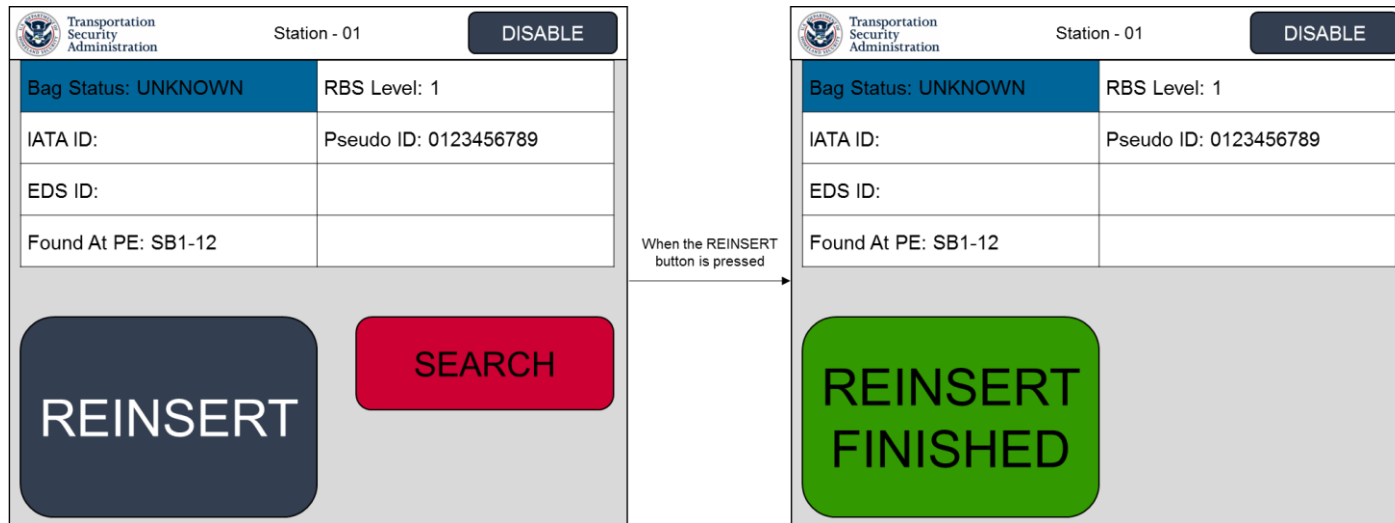 Transportation
Security
Administration
Station - 01
DISABLE
Bag Status: UNKNOWN
RBS Level: 1
IATA ID:
Pseudo ID: 0123456789
EDS ID:
Found At PE: SB1-12
REINSERT
SEARCH
When the REINSERT
button is pressed
Transportation
Security
Administration
Station - 01
DISABLE
Bag Status: UNKNOWN
RBS Level: 1
IATA ID:
Pseudo ID: 0123456789
EDS ID:
Found At PE: SB1-12
REINSERT
FINISHED